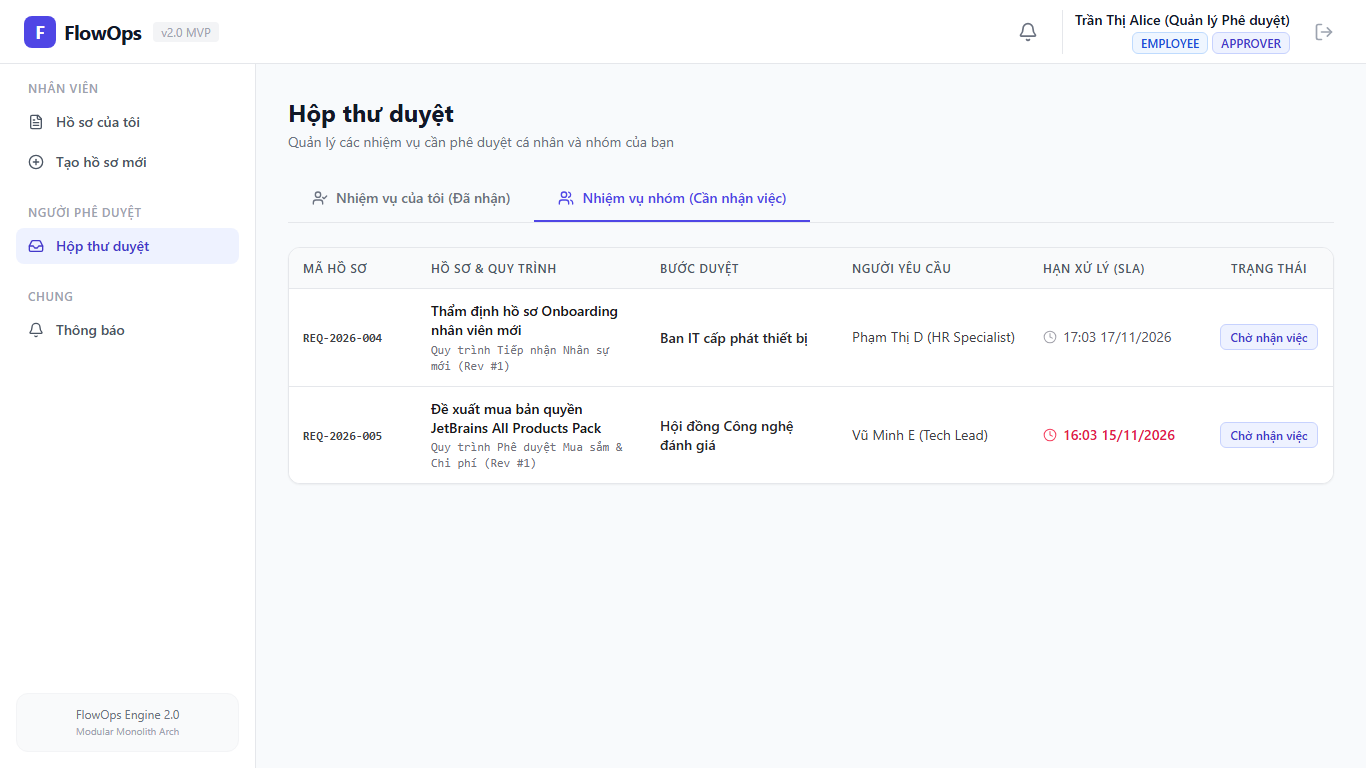 F FlowOps v2.0 MVP
Trần Thị Alice (Quản lý Phê duyệt)
EMPLOYEE APPROVER
NHÂN VIÊN
Hồ sơ của tôi
Tạo hồ sơ mới
NGƯỜI PHÊ DUYỆT
Hộp thư duyệt
CHUNG
Thông báo
FlowOps Engine 2.0
Modular Monolith Arch
Hộp thư duyệt
Quản lý các nhiệm vụ cần phê duyệt cá nhân và nhóm của bạn
Nhiệm vụ của tôi (Đã nhận) Nhiệm vụ nhóm (Cần nhận việc)
MÃ HỒ SƠ HỒ SƠ & QUY TRÌNH BƯỚC DUYỆT NGƯỜI YÊU CẦU HẠN XỬ LÝ (SLA) TRẠNG THÁI
REQ-2026-004
Thẩm định hồ sơ Onboarding
nhân viên mới
Quy trình Tiếp nhận Nhân sự
mới (Rev #1)
Ban IT cấp phát thiết bị
Phạm Thị D (HR Specialist)
17:03 17/11/2026
Chờ nhận việc
REQ-2026-005
Đề xuất mua bản quyền
JetBrains All Products Pack
Quy trình Phê duyệt Mua sắm &
Chi phí (Rev #1)
Hội đồng Công nghệ
đánh giá
Vũ Minh E (Tech Lead)
16:03 15/11/2026
Chờ nhận việc